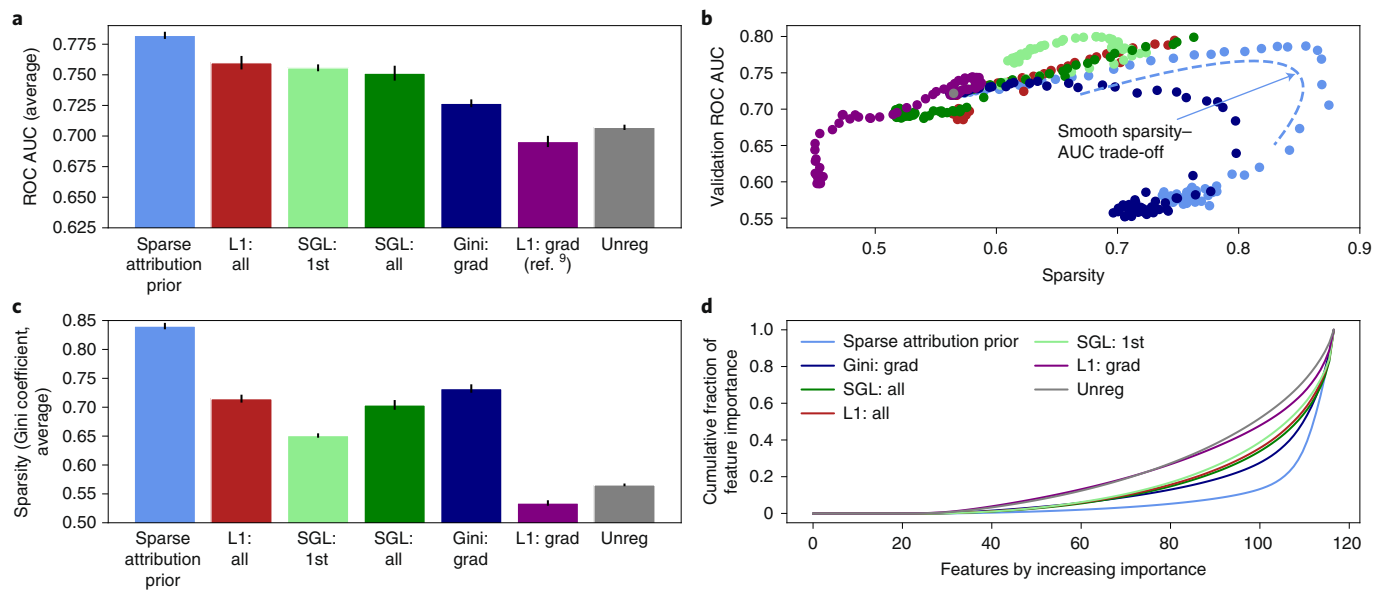 a
ROC AUC (average)
0.775
0.750
0.725
0.700
0.675
0.650
0.625
Sparse
attribution
prior
L1:
all
SGL:
1st
SGL:
all
Gini:
grad
L1: grad
(ref. 9)
Unreg
b
Validation ROC AUC
0.80
0.75
0.70
0.65
0.60
0.55
Smooth sparsity–
AUC trade-off
0.5
0.6
0.7
0.8
0.9
Sparsity
c
Sparsity (Gini coefficient,
average)
0.85
0.80
0.75
0.70
0.65
0.60
0.55
0.50
Sparse
attribution
prior
L1:
all
SGL:
1st
SGL:
all
Gini:
grad
L1: grad
Unreg
d
Cumulative fraction of
feature importance
1.0
0.8
0.6
0.4
0.2
0
Sparse attribution prior
Gini: grad
SGL: all
L1: all
SGL: 1st
L1: grad
Unreg
0
20
40
60
80
100
120
Features by increasing importance